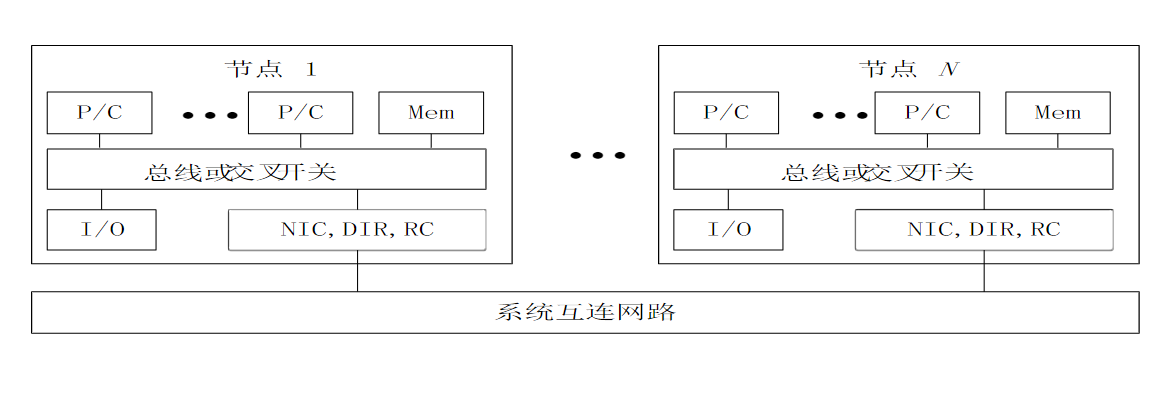 节点 1
节点 N
P/C ••• P/C Mem
P/C ••• P/C Mem
•••
总线或交叉开关
总线或交叉开关
I/O NIC, DIR, RC
I/O NIC, DIR, RC
系统互连网路